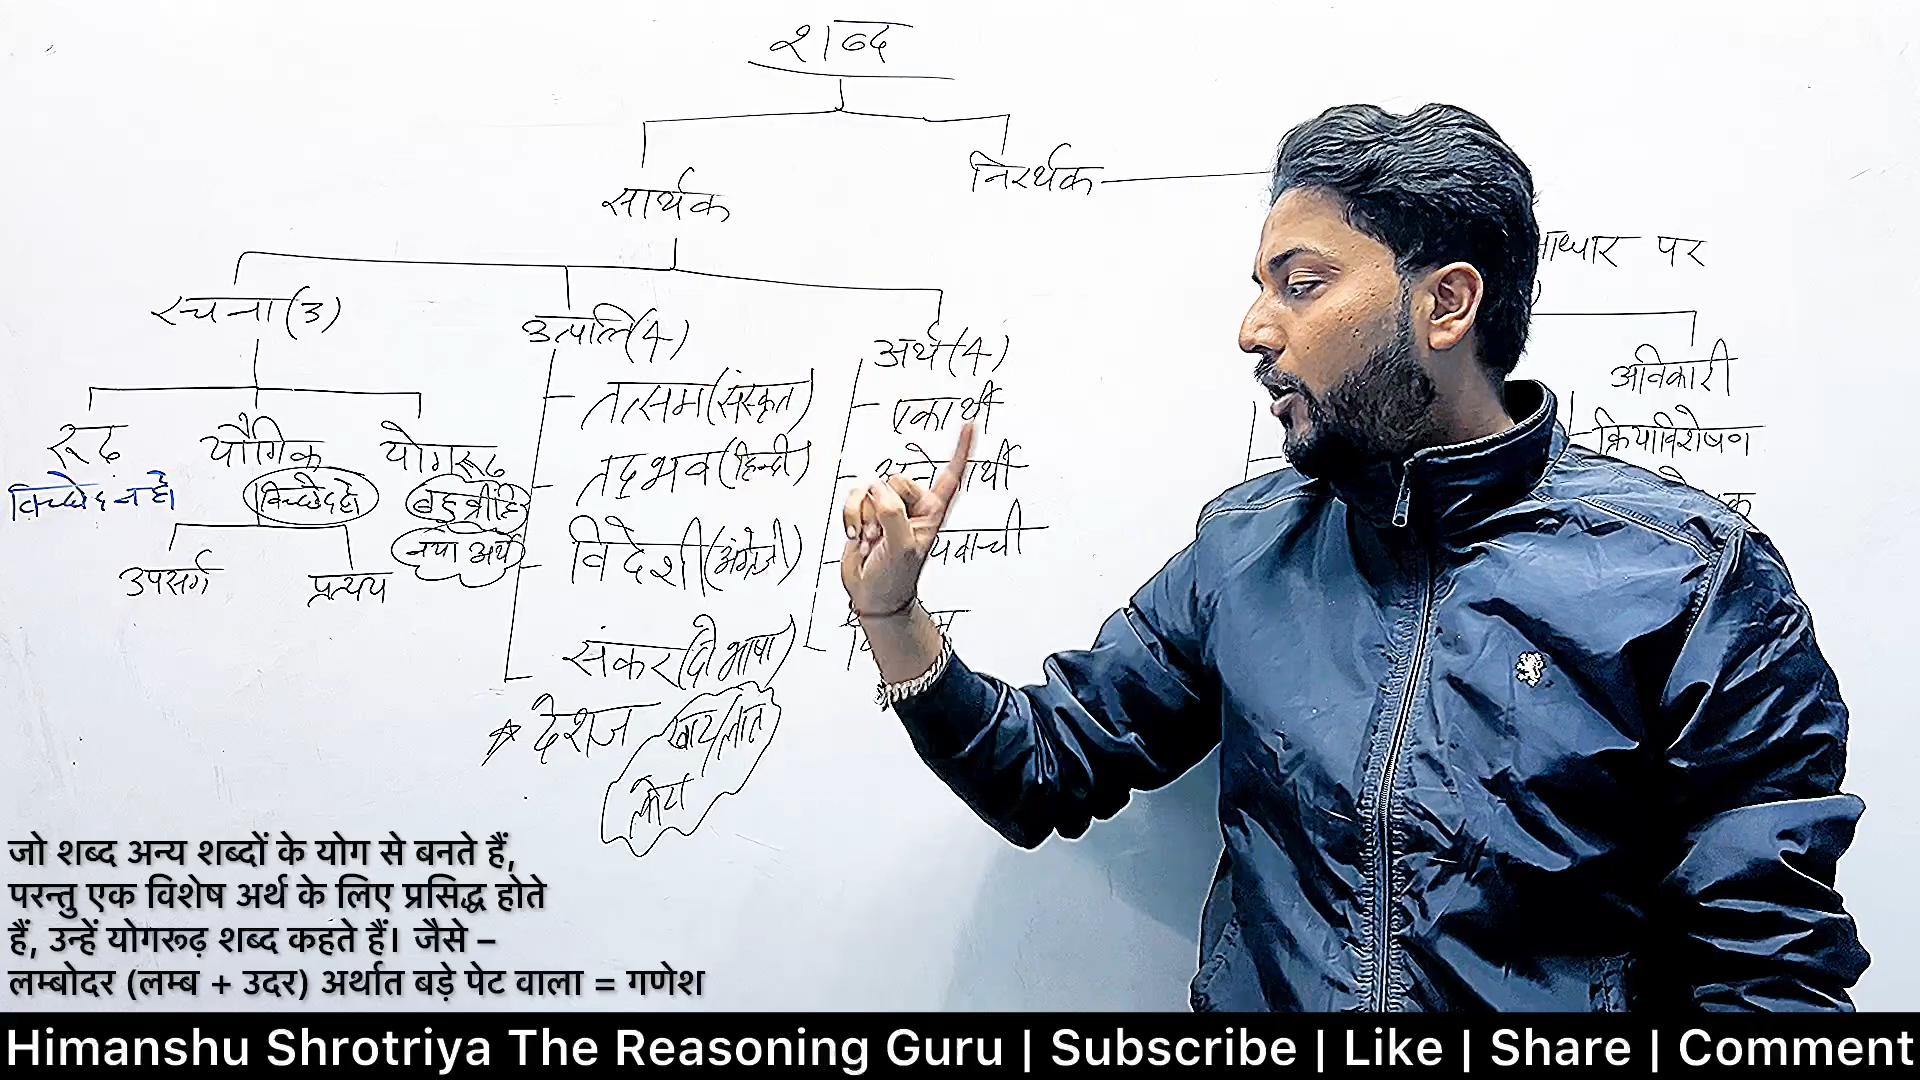 शब्द
सार्थक
निरर्थक
आधार पर
रचना (3)
उत्पत्ति (4)
अर्थ (4)
अविकारी
रूढ़
यौगिक
योगरूढ़
विच्छेद न हो
विच्छेद हो
बहुव्रीहि
नया अर्थ
उपसर्ग
प्रत्यय
तत्सम (संस्कृत)
तद्भव (हिन्दी)
विदेशी (अंग्रेजी)
संकर (दो भाषा)
* देशज
एकार्थी
क्रियाविशेषण
जो शब्द अन्य शब्दों के योग से बनते हैं,
परन्तु एक विशेष अर्थ के लिए प्रसिद्ध होते
हैं, उन्हें योगरूढ़ शब्द कहते हैं। जैसे –
लम्बोदर (लम्ब + उदर) अर्थात बड़े पेट वाला = गणेश
Himanshu Shrotriya The Reasoning Guru | Subscribe | Like | Share | Comment